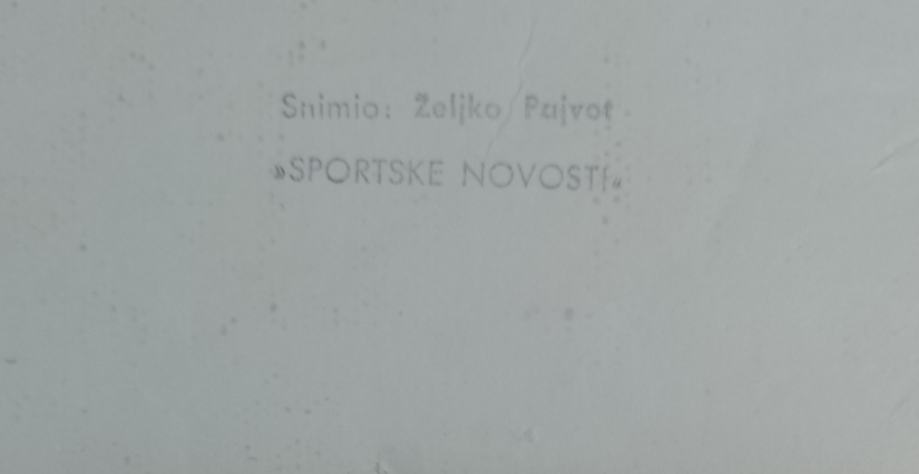 Snimio: Željko Pajvot
»SPORTSKE NOVOSTI«